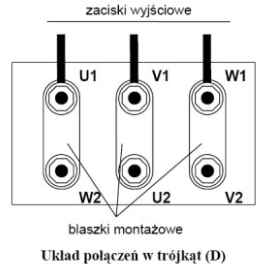 zaciski wyjściowe
U1 V1 W1
W2 U2 V2
blaszki montażowe
Układ połączeń w trójkąt (D)